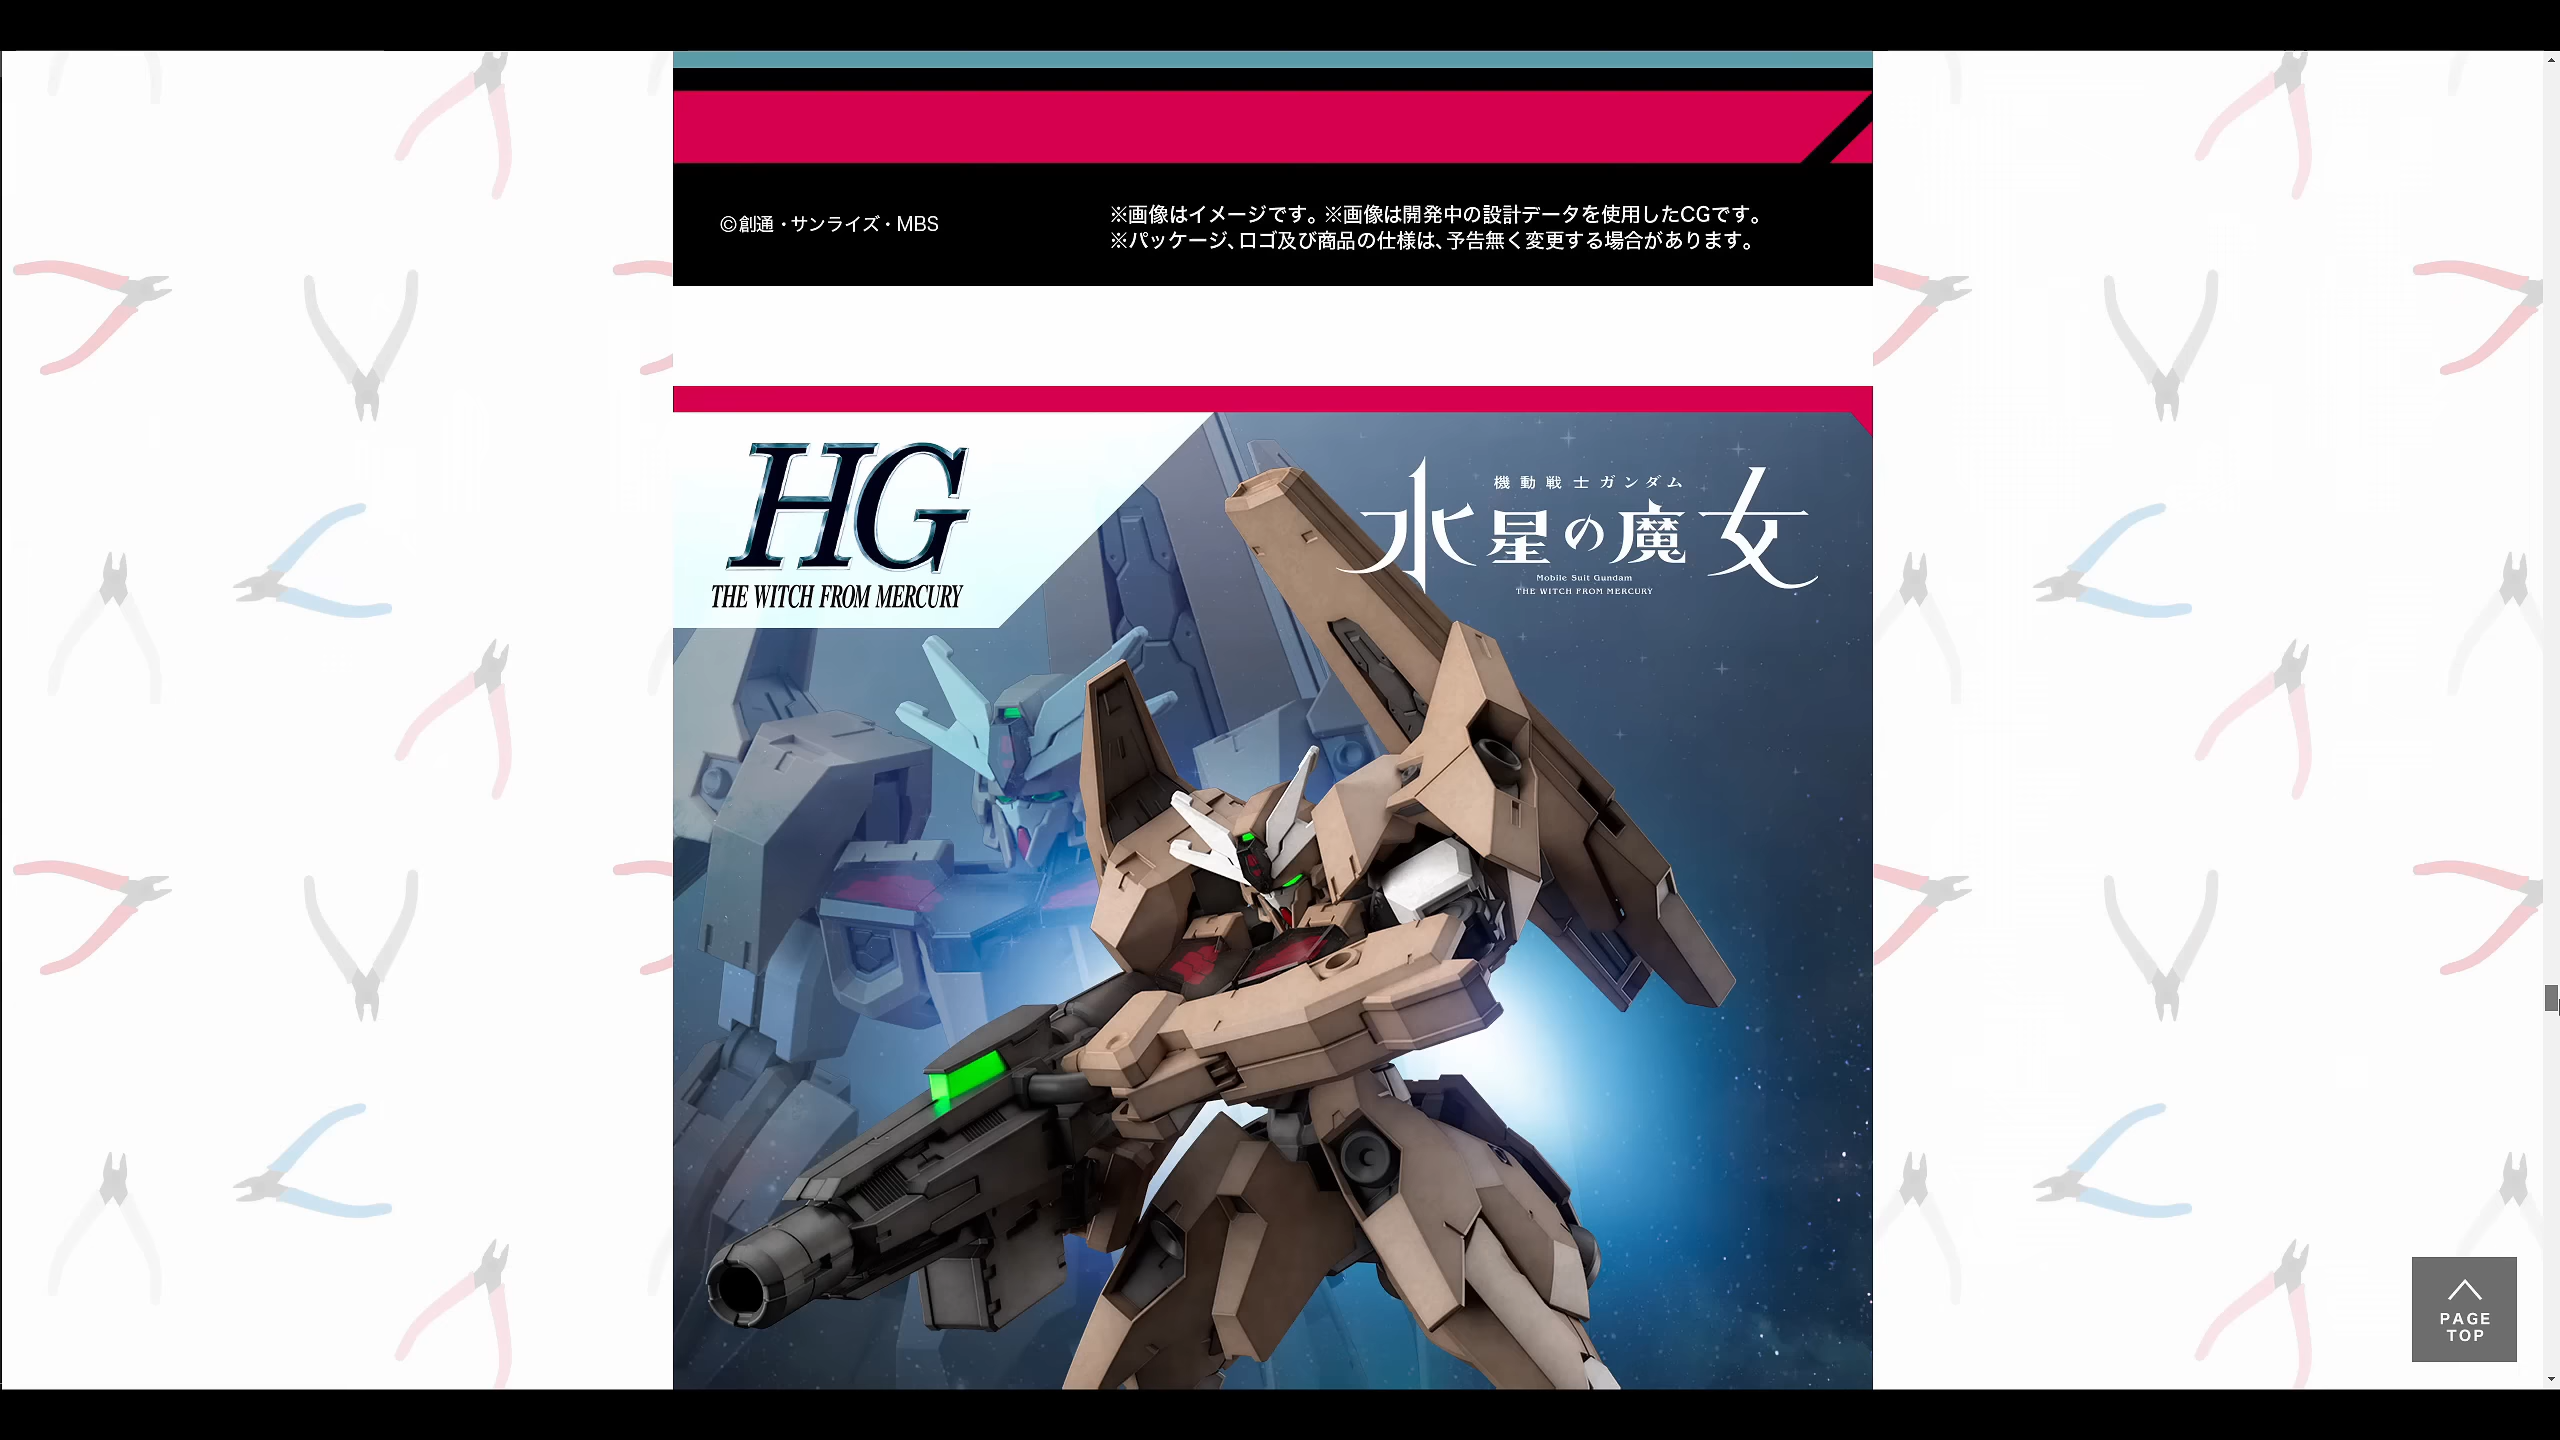 ©創通・サンライズ・MBS
※画像はイメージです。※画像は開発中の設計データを使用したCGです。
※パッケージ、ロゴ及び商品の仕様は、予告無く変更する場合があります。
HG
THE WITCH FROM MERCURY
機動戦士ガンダム
水星の魔女
Mobile Suit Gundam
THE WITCH FROM MERCURY
PAGE
TOP